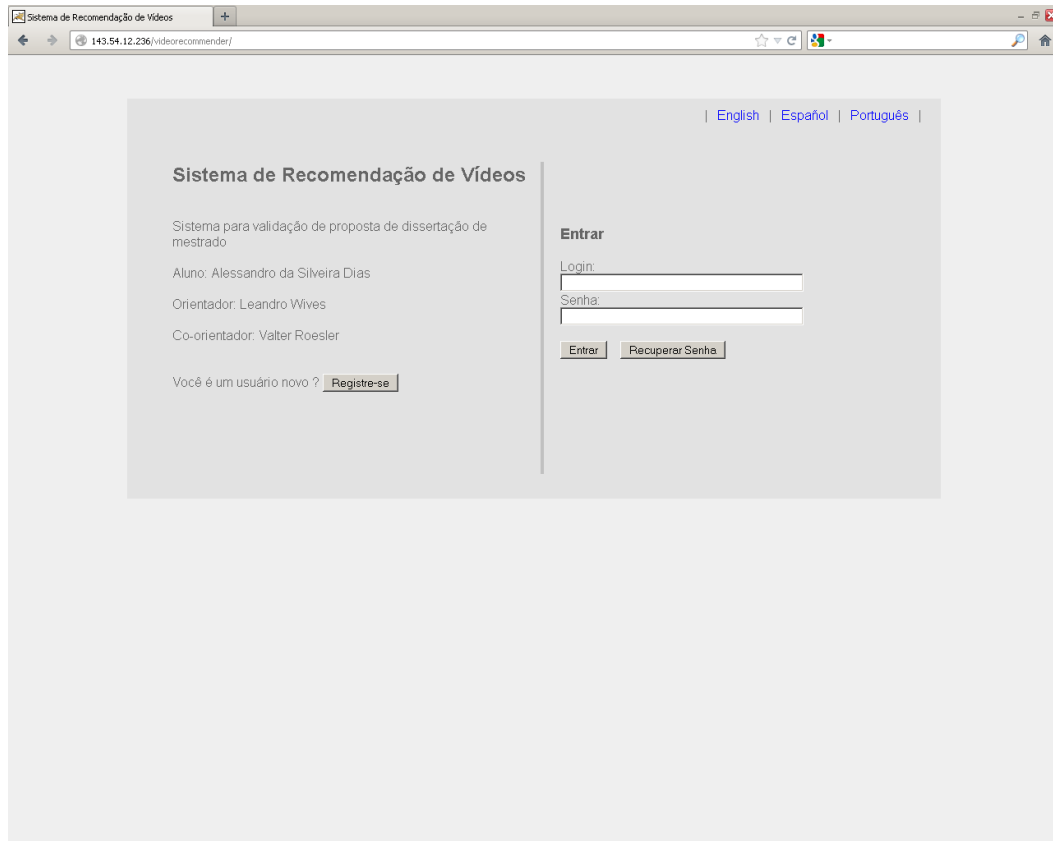 Sistema de Recomendação de Vídeos
143.54.12.236/videorecommender/
| English | Español | Português |
Sistema de Recomendação de Vídeos
Sistema para validação de proposta de dissertação de
mestrado
Aluno: Alessandro da Silveira Dias
Orientador: Leandro Wives
Co-orientador: Valter Roesler
Você é um usuário novo ? Registre-se
Entrar
Login:
Senha:
Entrar Recuperar Senha